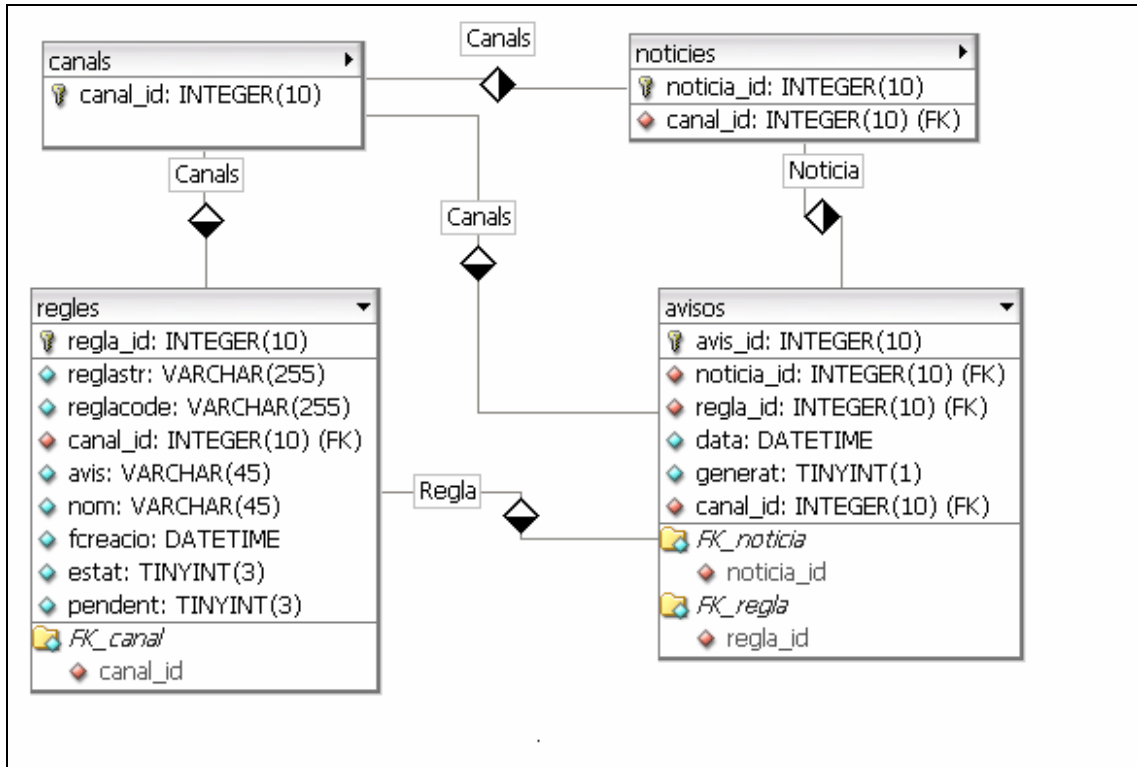 Canals
canals
canal_id: INTEGER(10)
noticies
noticia_id: INTEGER(10)
canal_id: INTEGER(10) (FK)
Canals
Noticia
Canals
regles
regla_id: INTEGER(10)
reglastr: VARCHAR(255)
reglacode: VARCHAR(255)
canal_id: INTEGER(10) (FK)
avis: VARCHAR(45)
nom: VARCHAR(45)
fcreacio: DATETIME
estat: TINYINT(3)
pendent: TINYINT(3)
FK_canal
canal_id
Regla
avisos
avis_id: INTEGER(10)
noticia_id: INTEGER(10) (FK)
regla_id: INTEGER(10) (FK)
data: DATETIME
generat: TINYINT(1)
canal_id: INTEGER(10) (FK)
FK_noticia
noticia_id
FK_regla
regla_id